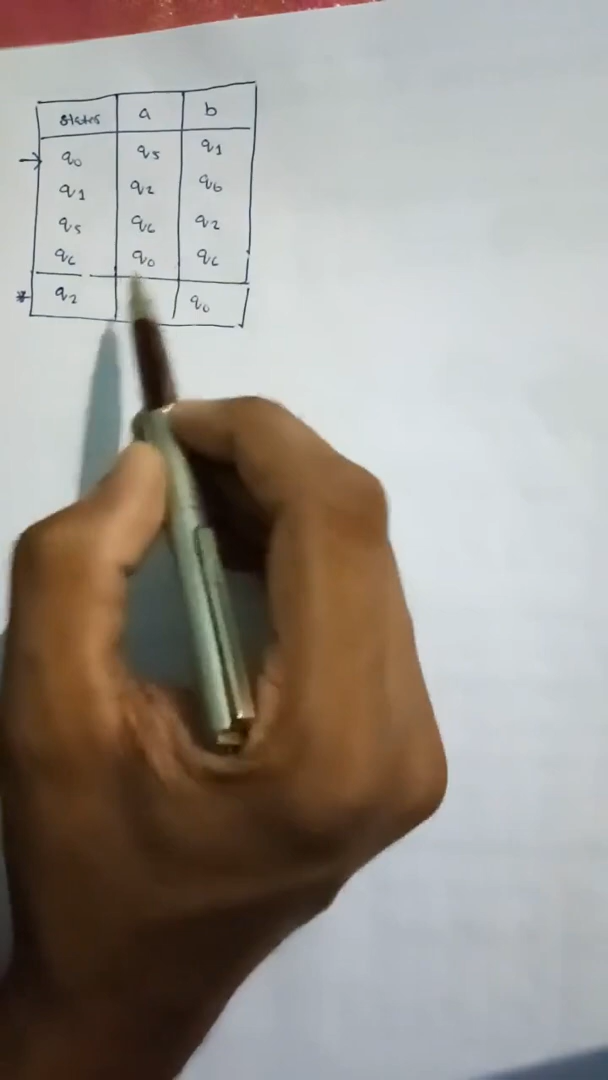 states a b
→ q0 q5 q1
q1 q2 q6
q5 q6 q2
q6 q0 q6
* q2 q0